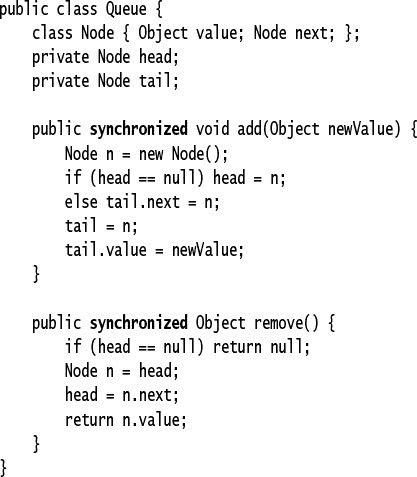 public class Queue {
class Node { Object value; Node next; };
private Node head;
private Node tail;
public synchronized void add(Object newValue) {
Node n = new Node();
if (head == null) head = n;
else tail.next = n;
tail = n;
tail.value = newValue;
}
public synchronized Object remove() {
if (head == null) return null;
Node n = head;
head = n.next;
return n.value;
}
}